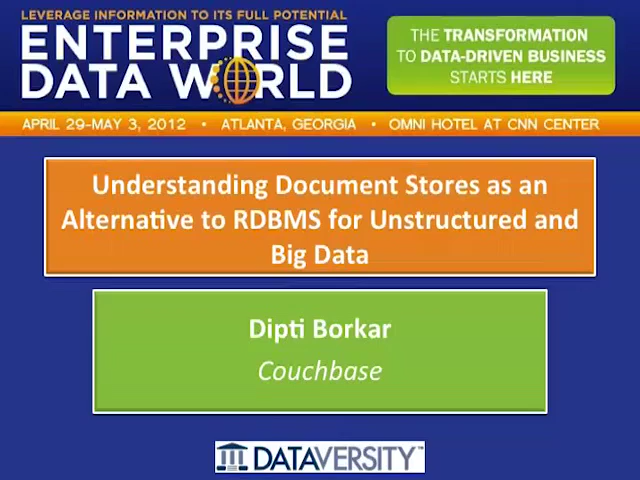 LEVERAGE INFORMATION TO ITS FULL POTENTIAL
ENTERPRISE
DATA WORLD
THE TRANSFORMATION
TO DATA-DRIVEN BUSINESS
STARTS HERE
APRIL 29-MAY 3, 2012 • ATLANTA, GEORGIA • OMNI HOTEL AT CNN CENTER
Understanding Document Stores as an
Alternative to RDBMS for Unstructured and
Big Data
Dipti Borkar
Couchbase
DATAVERSITY™